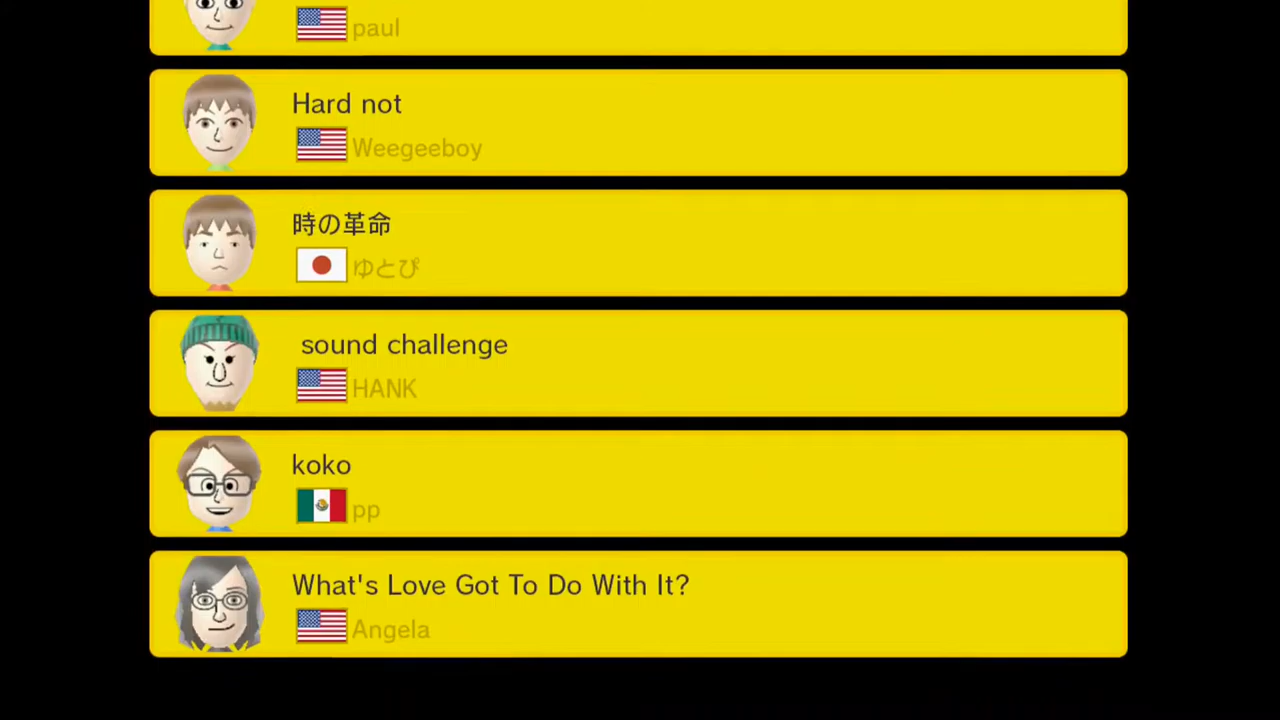 paul
Hard not
Weegeeboy
時の革命
ゆとぴ
sound challenge
HANK
koko
pp
What's Love Got To Do With It?
Angela